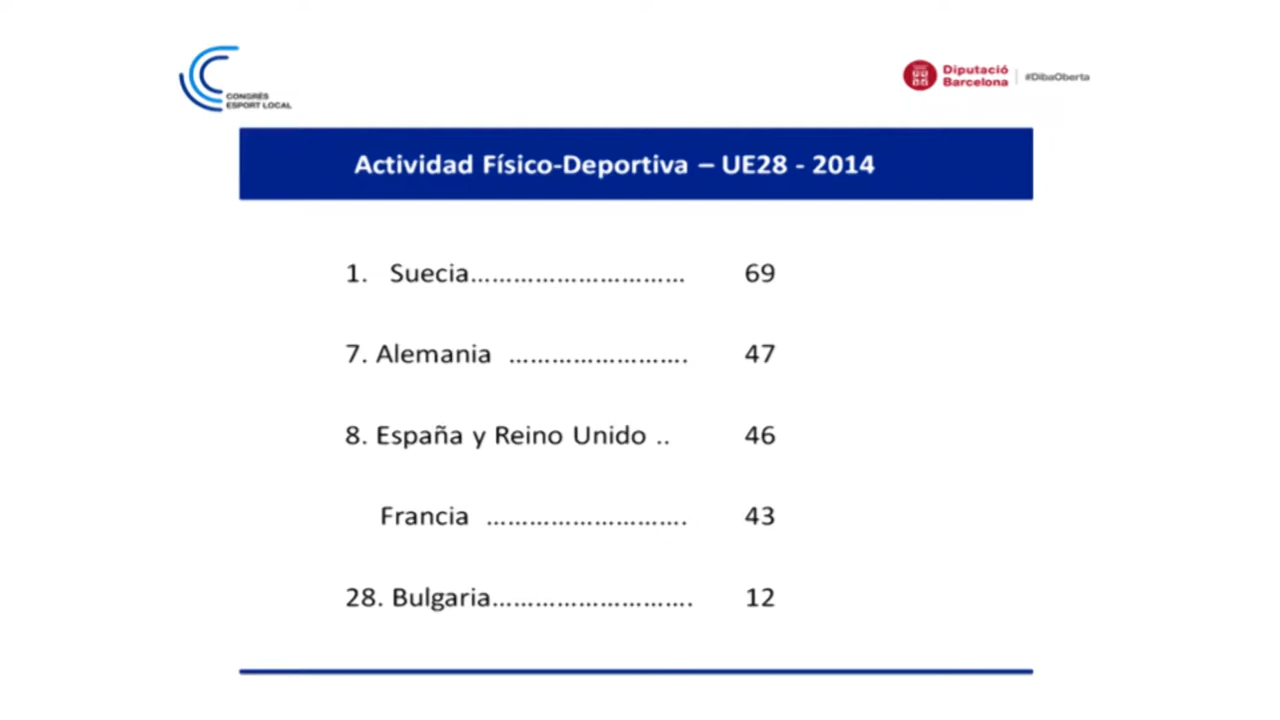 CONGRÉS
ESPORT LOCAL
Diputació
Barcelona
#DibaOberta
Actividad Físico-Deportiva – UE28 - 2014
1. Suecia………………………… 69
7. Alemania ……………………. 47
8. España y Reino Unido .. 46
Francia ………………………. 43
28. Bulgaria………………………. 12